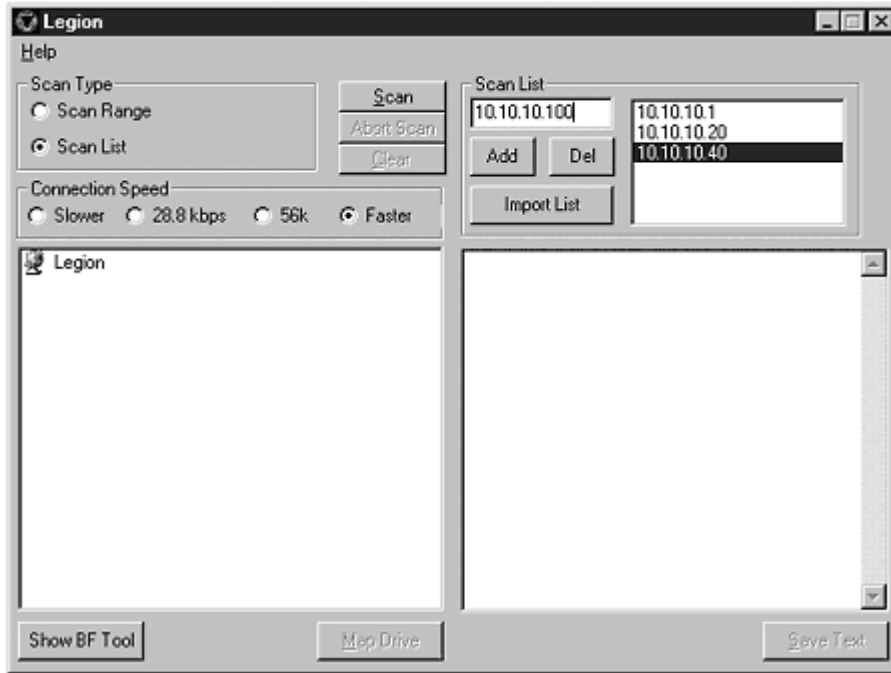 Legion
Help
Scan Type
Scan Range
Scan List
Scan
Abort Scan
Clear
Connection Speed
Slower 28.8 kbps 56k Faster
Scan List
10.10.10.100
Add Del
Import List
10.10.10.1
10.10.10.20
10.10.10.40
Legion
Show BF Tool
Map Drive
Save Text